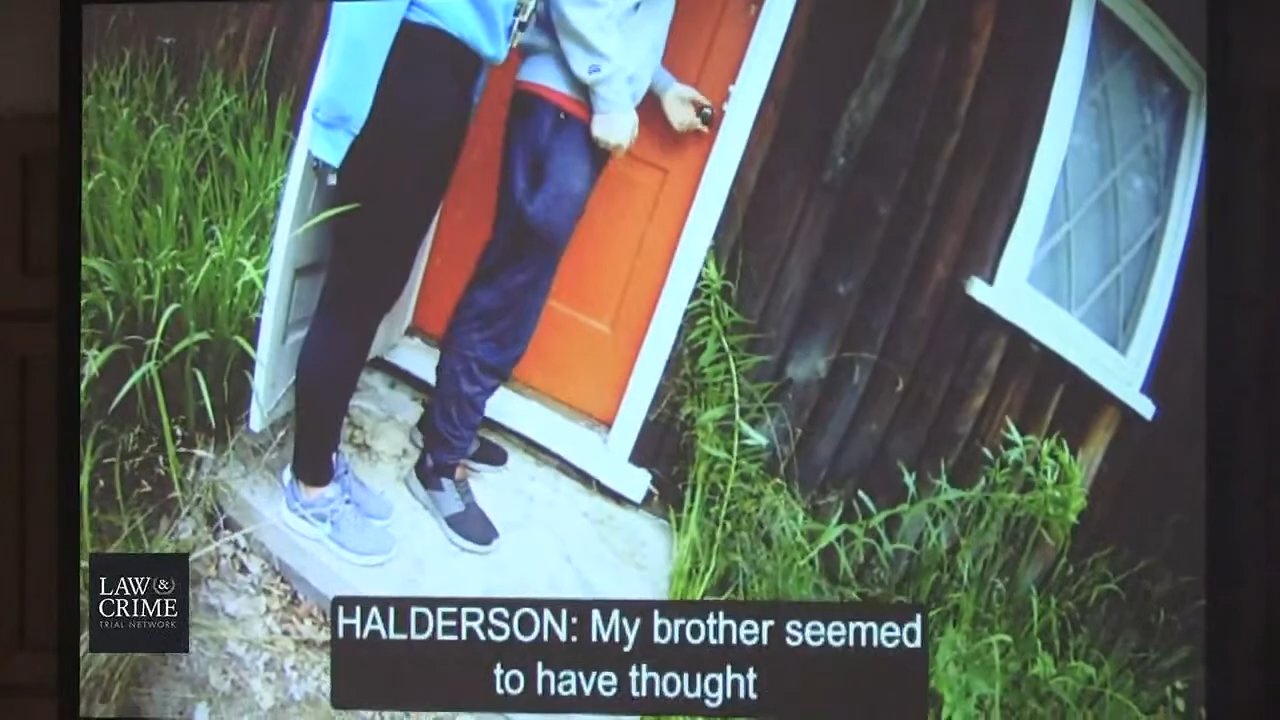 LAW &
CRIME
TRIAL NETWORK
HALDERSON: My brother seemed
to have thought